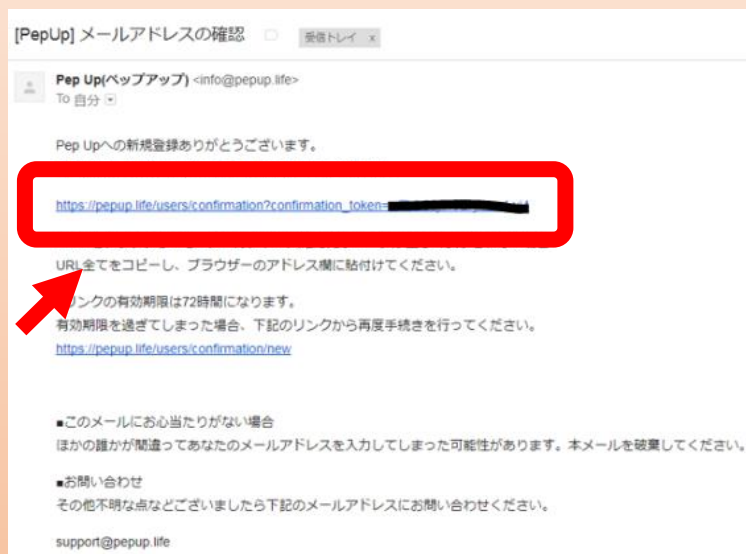 [PepUp] メールアドレスの確認
受信トレイ x
Pep Up(ペップアップ) <info@pepup.life>
To 自分
Pep Upへの新規登録ありがとうございます。
https://pepup.life/users/confirmation?confirmation_token=
URL全てをコピーし、ブラウザーのアドレス欄に貼付けてください。
リンクの有効期限は72時間になります。
有効期限を過ぎてしまった場合、下記のリンクから再度手続きを行ってください。
https://pepup.life/users/confirmation/new
■このメールにお心当たりがない場合
ほかの誰かが間違ってあなたのメールアドレスを入力してしまった可能性があります。本メールを破棄してください。
■お問い合わせ
その他不明な点などございましたら下記のメールアドレスにお問い合わせください。
support@pepup.life